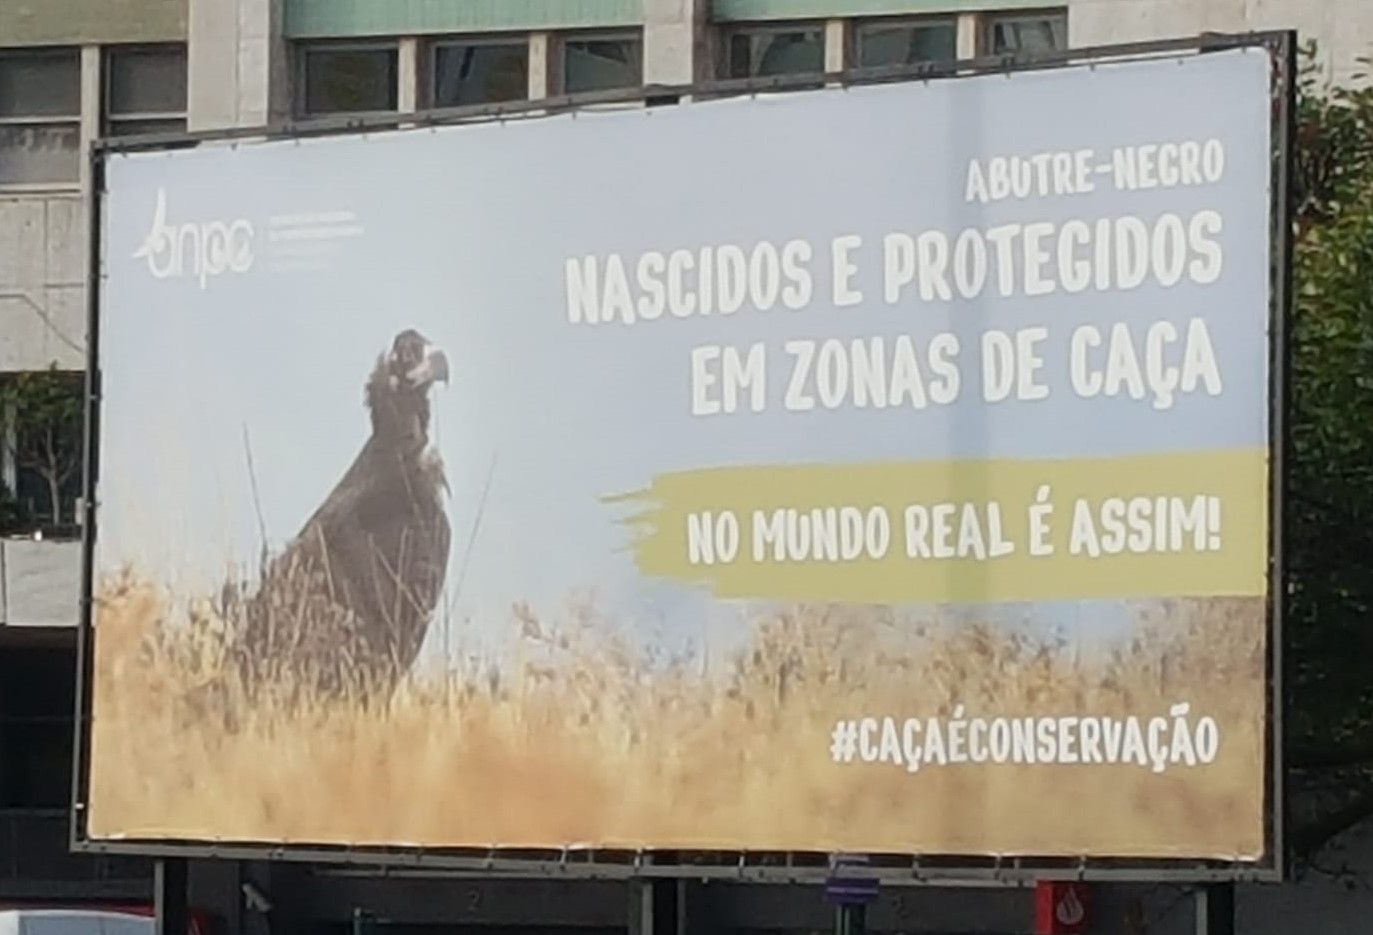 anpc
ABUTRE-NEGRO
NASCIDOS E PROTEGIDOS
EM ZONAS DE CAÇA
NO MUNDO REAL É ASSIM!
#CAÇAÉCONSERVAÇÃO